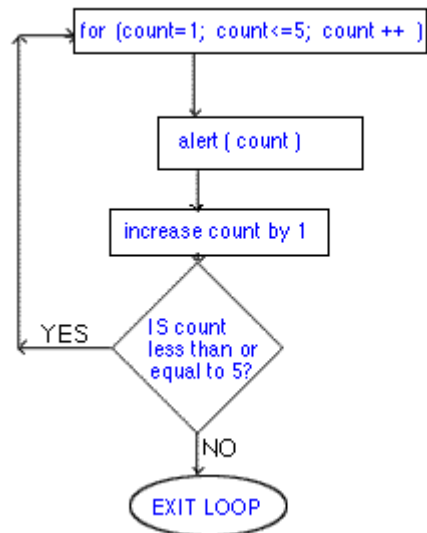 for (count=1; count<=5; count ++ )
alert ( count )
increase count by 1
IS count
less than or
equal to 5?
YES
NO
EXIT LOOP